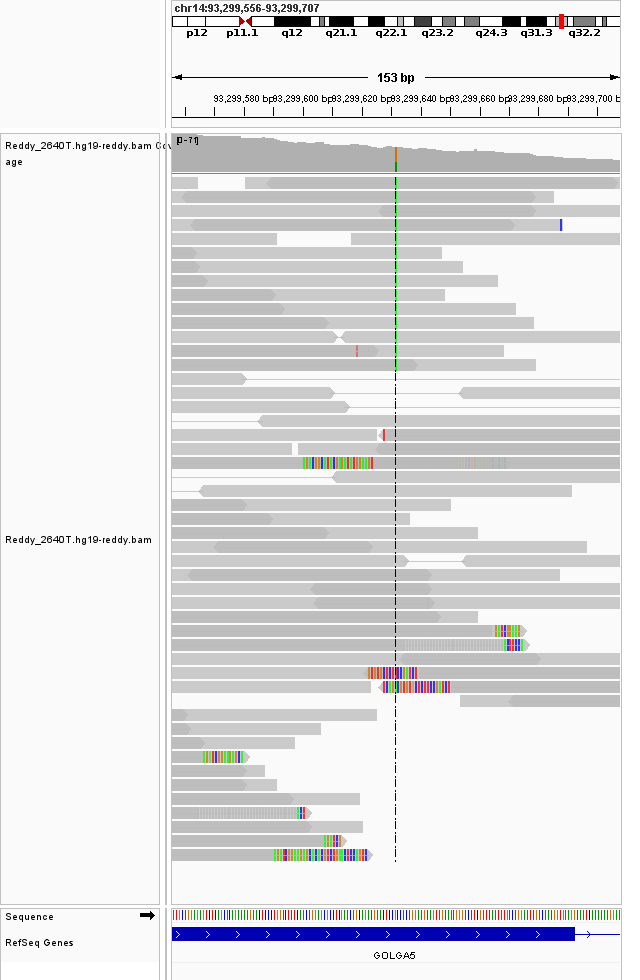 chr14:93,299,556-93,299,707
p12 p11.1 q12 q21.1 q22.1 q23.2 q24.3 q31.3 q32.2
153 bp
93,299,580 bp 93,299,600 bp 93,299,620 bp 93,299,640 bp 93,299,660 bp 93,299,680 bp 93,299,700 b
Reddy_2640T.hg19-reddy.bam Cov
age
[0-71]
Reddy_2640T.hg19-reddy.bam
Sequence
RefSeq Genes
GOLGA5